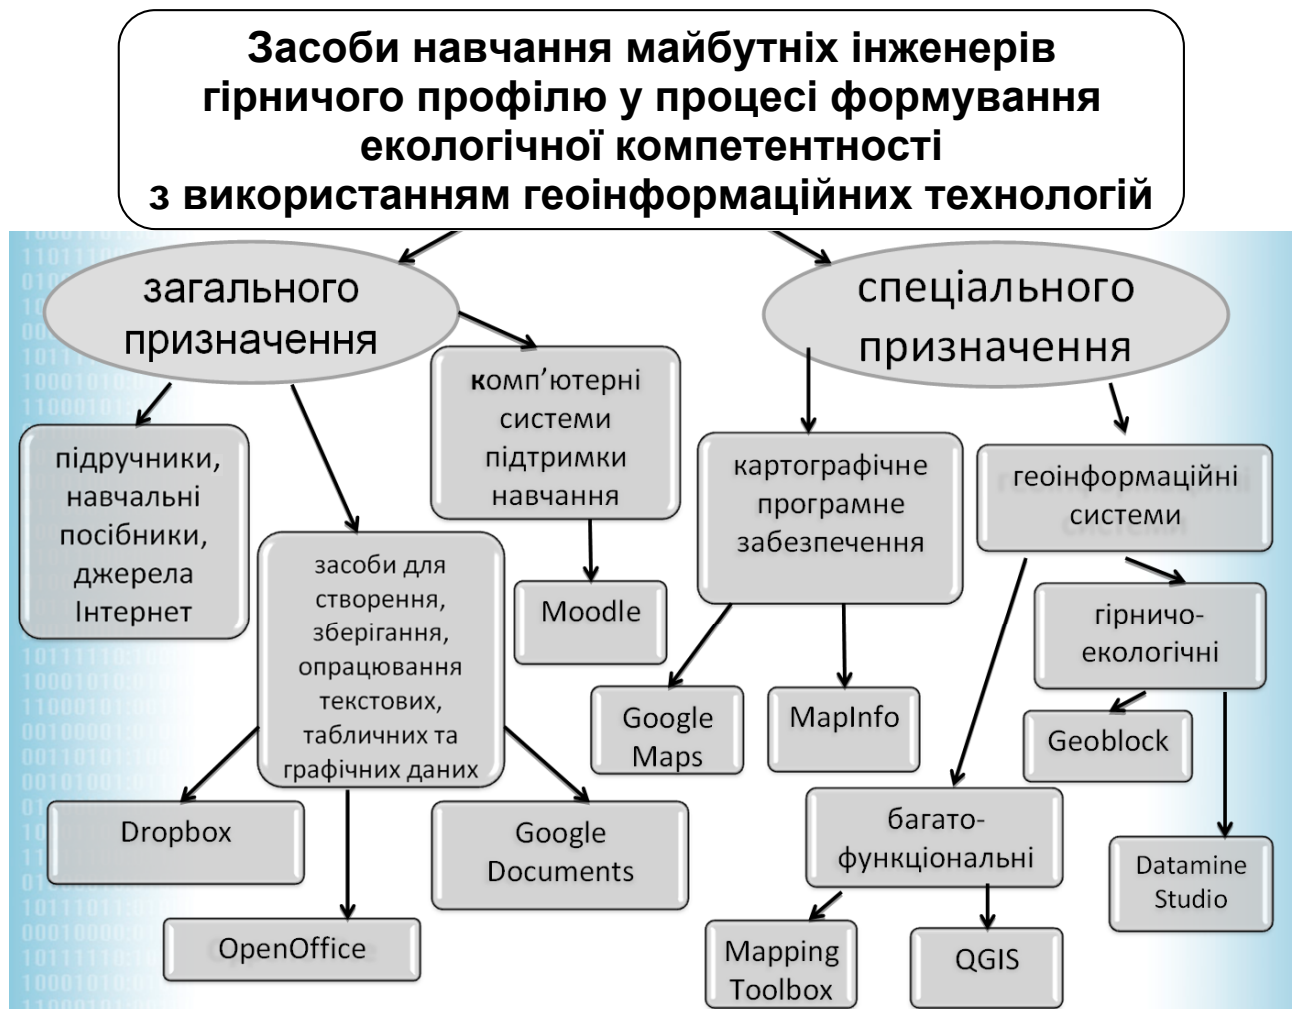 Засоби навчання майбутніх інженерів
гірничого профілю у процесі формування
екологічної компетентності
з використанням геоінформаційних технологій
загального
призначення
спеціального
призначення
підручники,
навчальні
посібники,
джерела
Інтернет
засоби для
створення,
зберігання,
опрацювання
текстових,
табличних та
графічних даних
комп’ютерні
системи
підтримки
навчання
Moodle
картографічне
програмне
забезпечення
геоінформаційні
системи
гірничо-
екологічні
Google
Maps
MapInfo
Geoblock
Dropbox
Google
Documents
OpenOffice
багато-
функціональні
Datamine
Studio
Mapping
Toolbox
QGIS